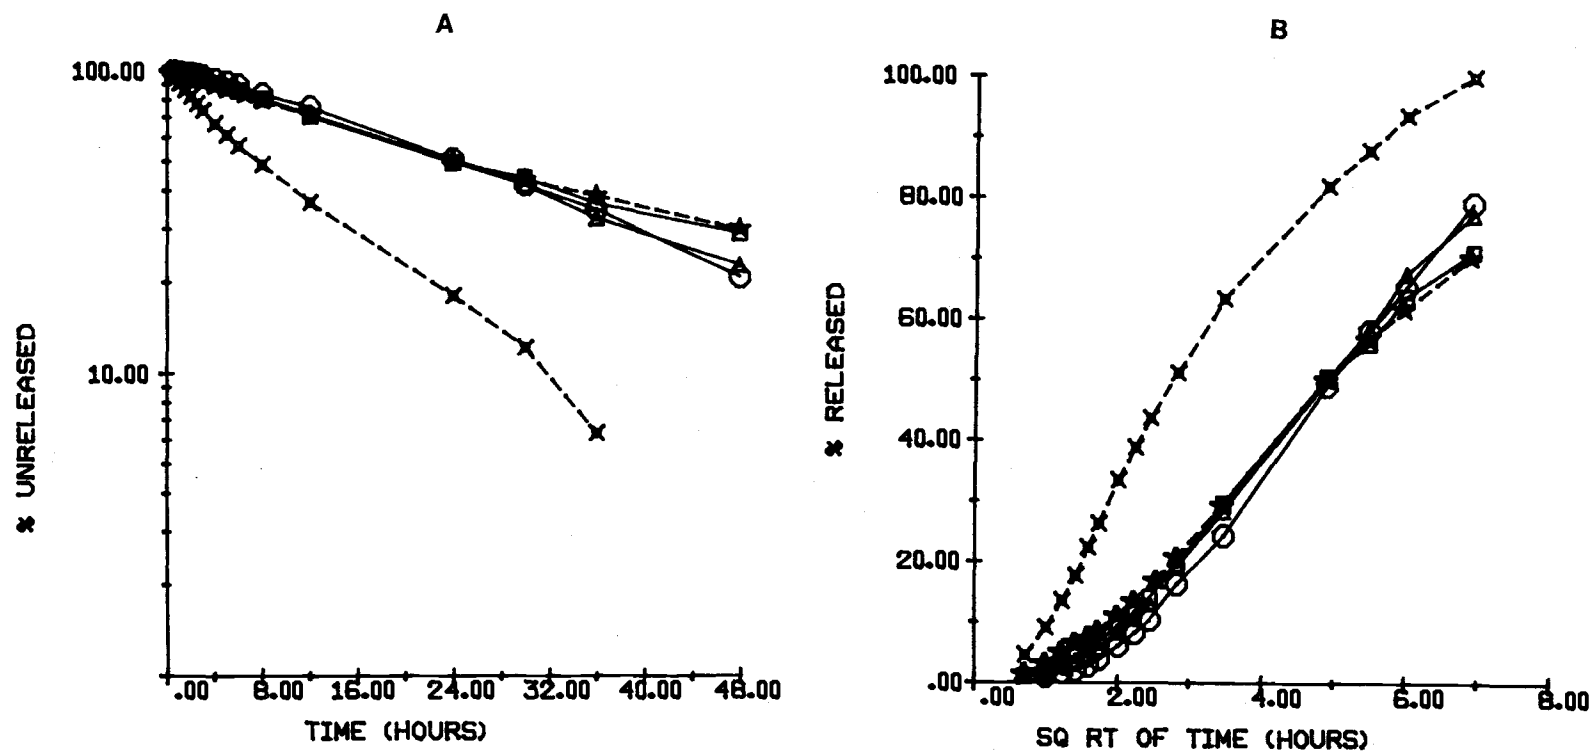 A
100.00
10.00
% UNRELEASED
.00 8.00 16.00 24.00 32.00 40.00 48.00
TIME (HOURS)
B
100.00
80.00
60.00
40.00
20.00
.00
% RELEASED
.00 2.00 4.00 6.00 8.00
SQ RT OF TIME (HOURS)